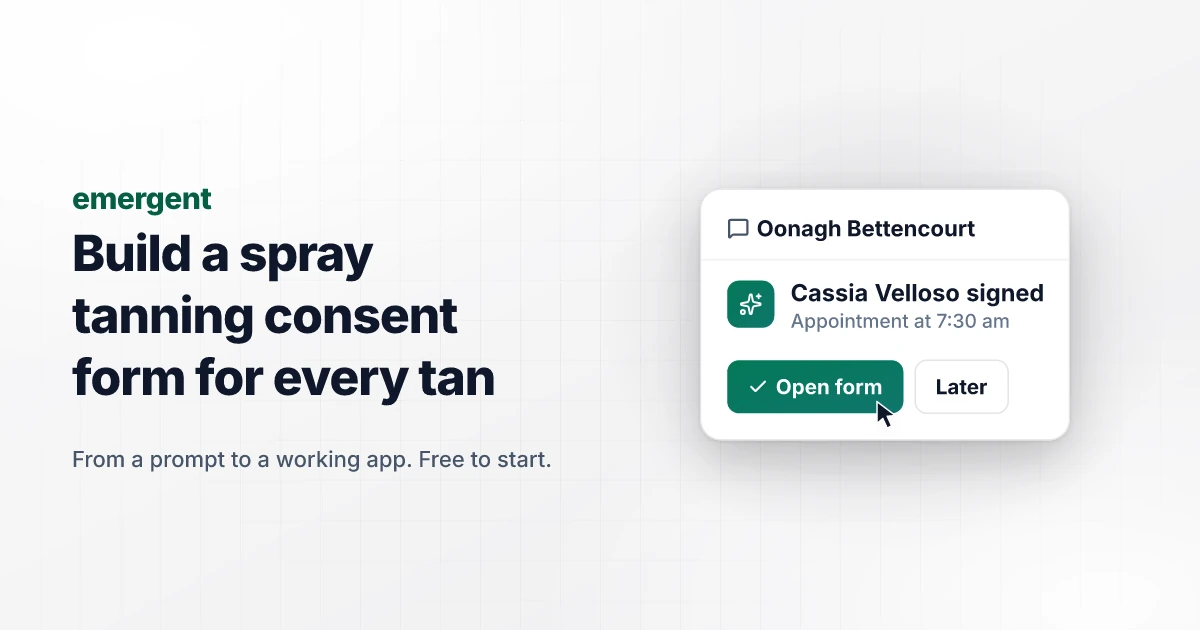 emergent
Build a spray
tanning consent
form for every tan
From a prompt to a working app. Free to start.
Oonagh Bettencourt
Cassia Velloso signed
Appointment at 7:30 am
Open form
Later